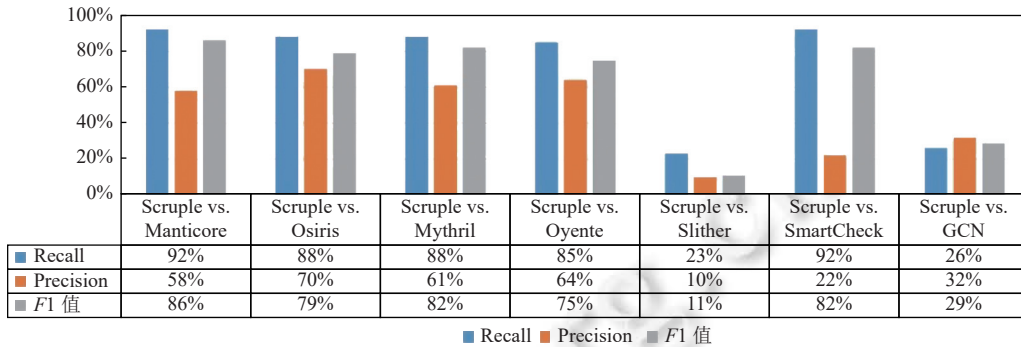 100%
80%
60%
40%
20%
0%
Scruple vs. Scruple vs. Scruple vs. Scruple vs. Scruple vs. Scruple vs. Scruple vs.
Manticore Osiris Mythril Oyente Slither SmartCheck GCN
Recall 92% 88% 88% 85% 23% 92% 26%
Precision 58% 70% 61% 64% 10% 22% 32%
F1 值 86% 79% 82% 75% 11% 82% 29%
Recall Precision F1 值